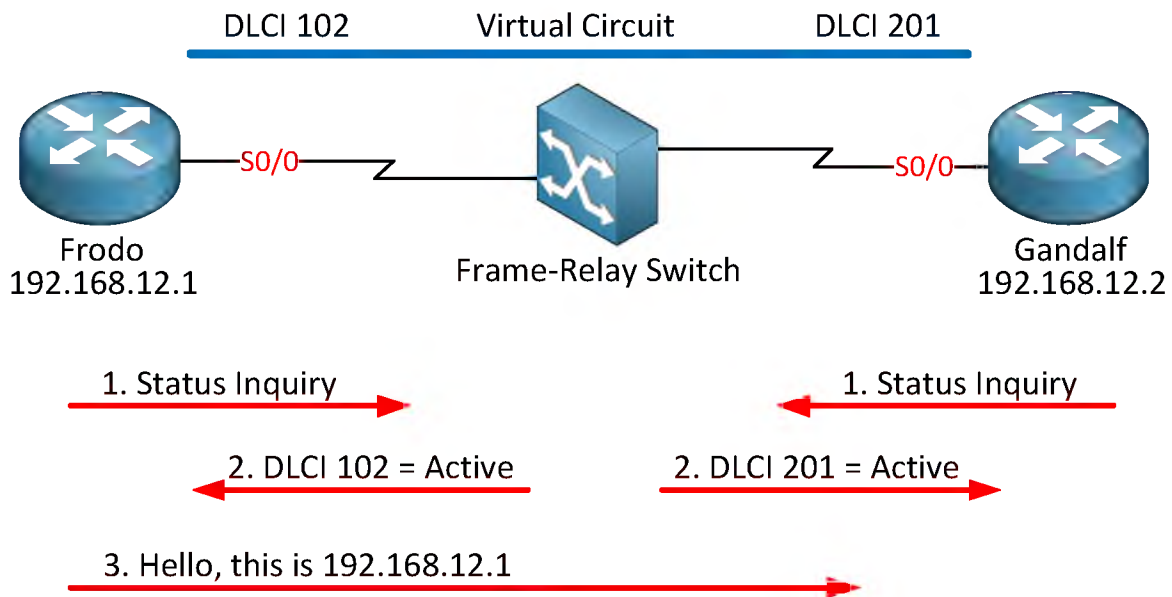 DLCI 102 Virtual Circuit DLCI 201
S0/0 S0/0
Frodo
192.168.12.1
Frame-Relay Switch
Gandalf
192.168.12.2
1. Status Inquiry 1. Status Inquiry
2. DLCI 102 = Active 2. DLCI 201 = Active
3. Hello, this is 192.168.12.1